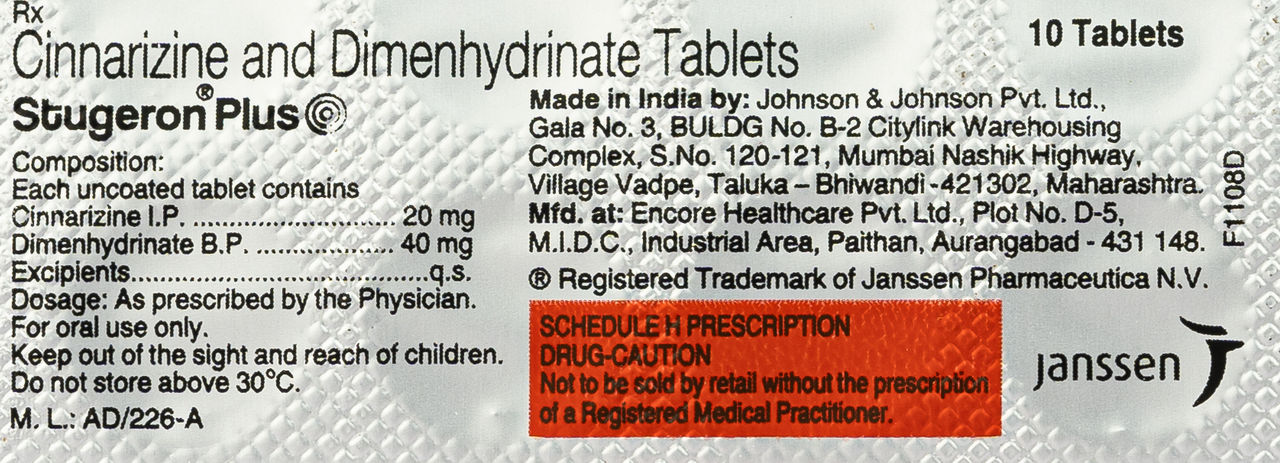 Rx
Cinnarizine and Dimenhydrinate Tablets
Stugeron® Plus
Composition:
Each uncoated tablet contains
Cinnarizine I.P. ............................ 20 mg
Dimenhydrinate B.P. ................... 40 mg
Excipients.........................................q.s.
Dosage: As prescribed by the Physician.
For oral use only.
Keep out of the sight and reach of children.
Do not store above 30°C.
M. L.: AD/226-A
10 Tablets
Made in India by: Johnson & Johnson Pvt. Ltd.,
Gala No. 3, BULDG No. B-2 Citylink Warehousing
Complex, S.No. 120-121, Mumbai Nashik Highway,
Village Vadpe, Taluka – Bhiwandi -421302, Maharashtra.
Mfd. at: Encore Healthcare Pvt. Ltd., Plot No. D-5,
M.I.D.C., Industrial Area, Paithan, Aurangabad - 431 148.
® Registered Trademark of Janssen Pharmaceutica N.V.
SCHEDULE H PRESCRIPTION
DRUG-CAUTION
Not to be sold by retail without the prescription
of a Registered Medical Practitioner.
janssen
F1108D